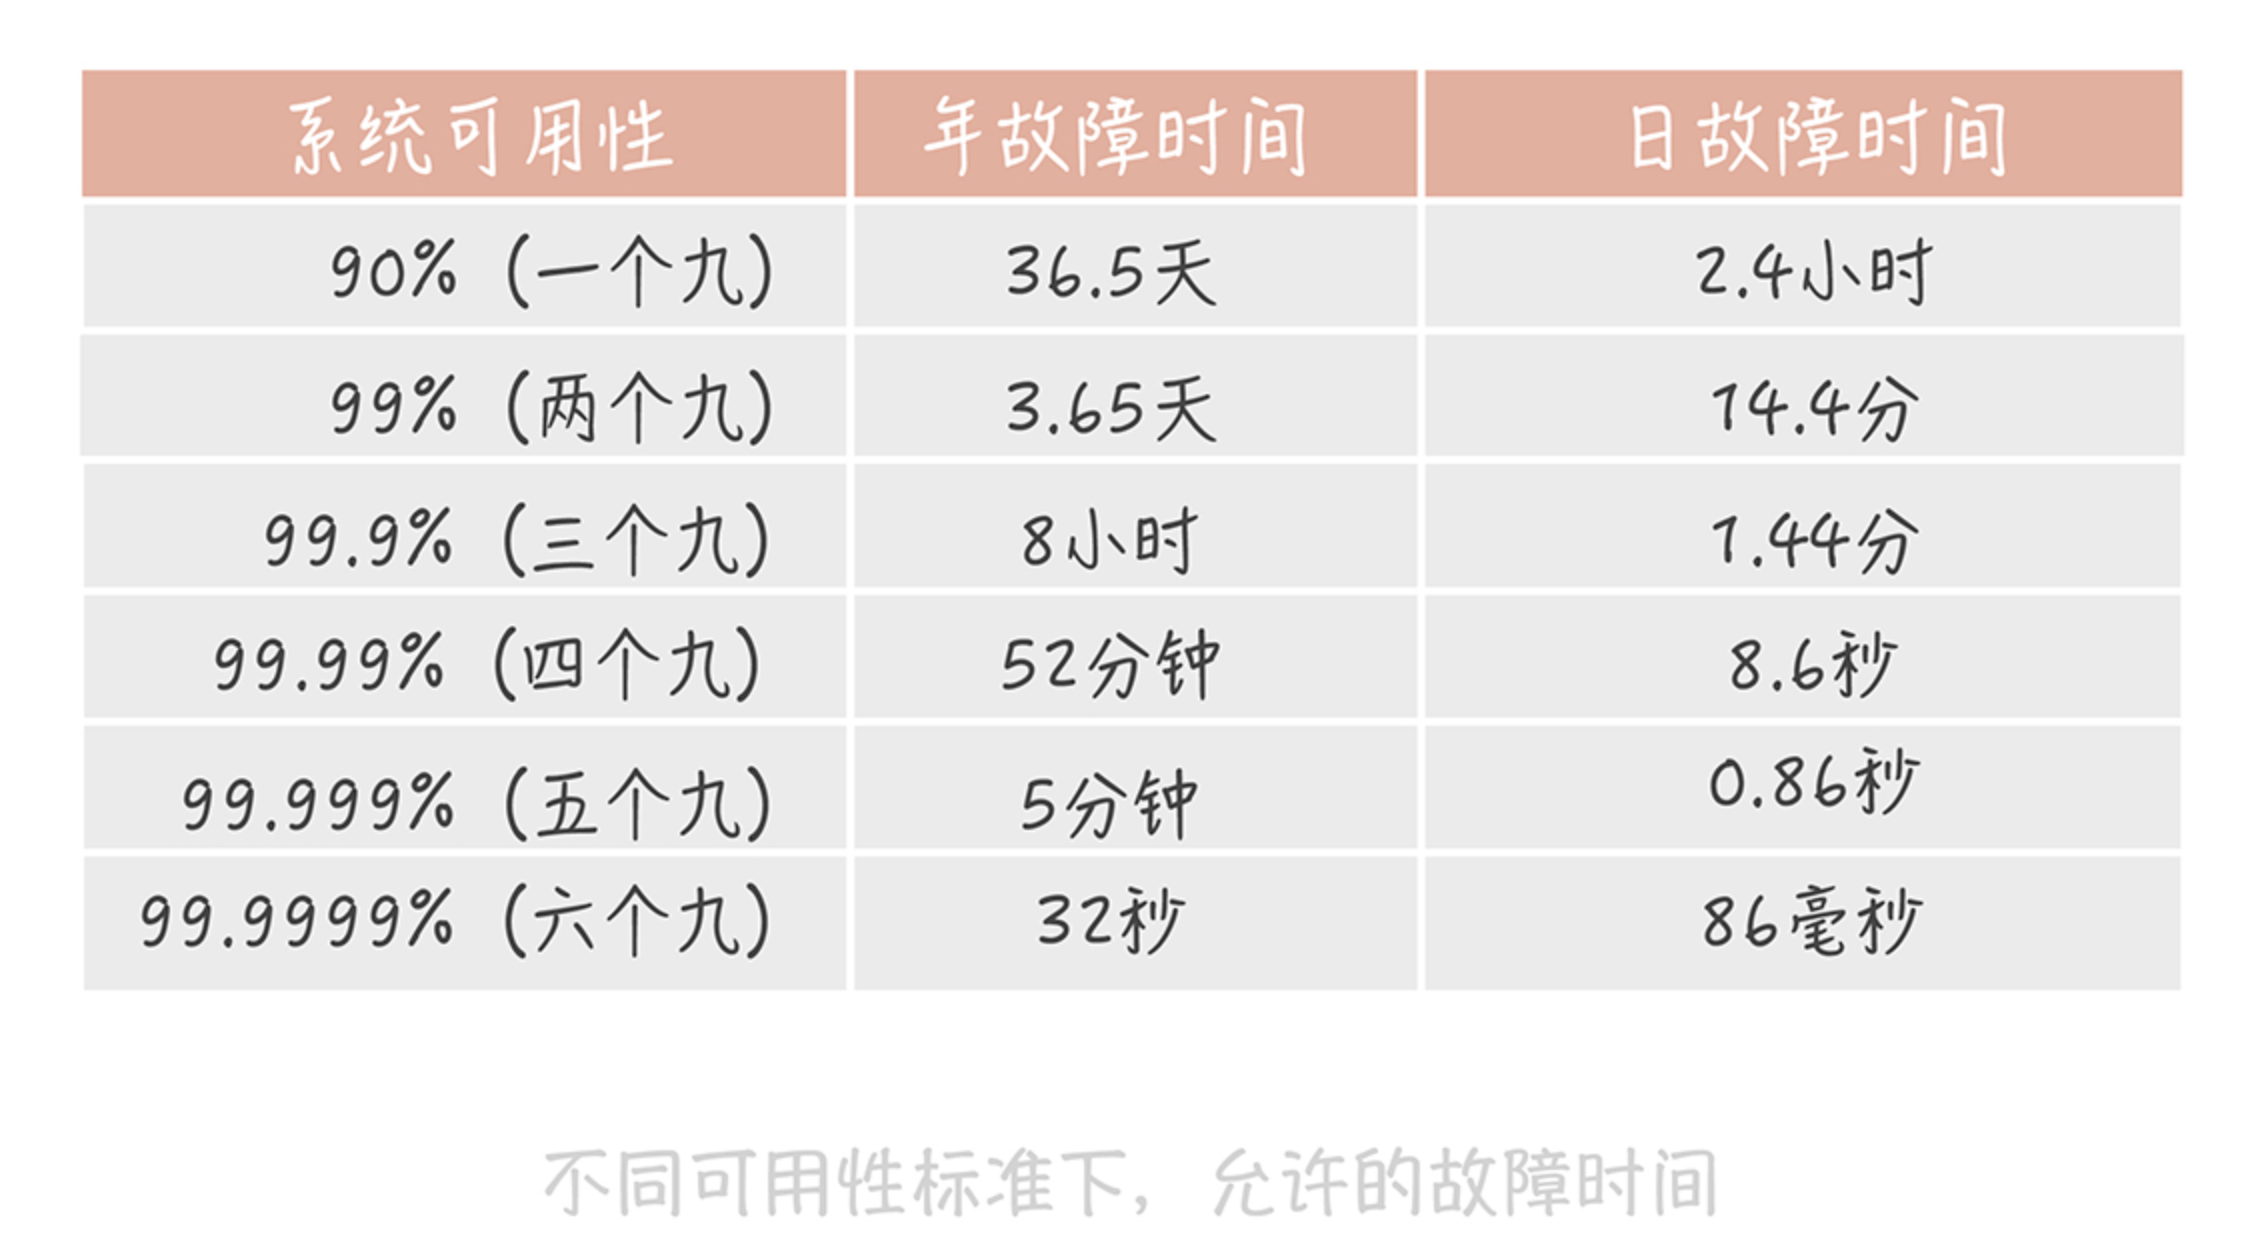 系统可用性 年故障时间 日故障时间
90%（一个九） 36.5天 2.4小时
99%（两个九） 3.65天 14.4分
99.9%（三个九） 8小时 1.44分
99.99%（四个九） 52分钟 8.6秒
99.999%（五个九） 5分钟 0.86秒
99.9999%（六个九） 32秒 86毫秒
不同可用性标准下，允许的故障时间